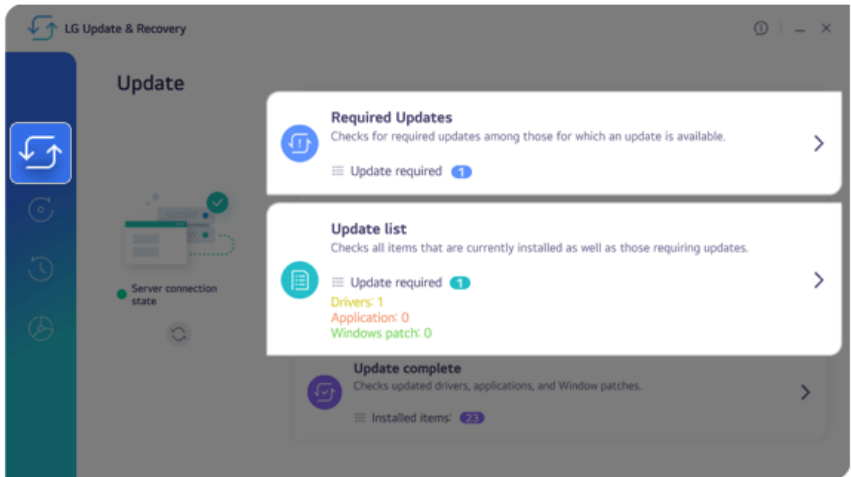 LG Update & Recovery
Update
Required Updates
Checks for required updates among those for which an update is available.
Update required 1
Update list
Checks all items that are currently installed as well as those requiring updates.
Update required 1
Drivers: 1
Application: 0
Windows patch: 0
Server connection
state
Update complete
Checks updated drivers, applications, and Window patches.
Installed items: 23